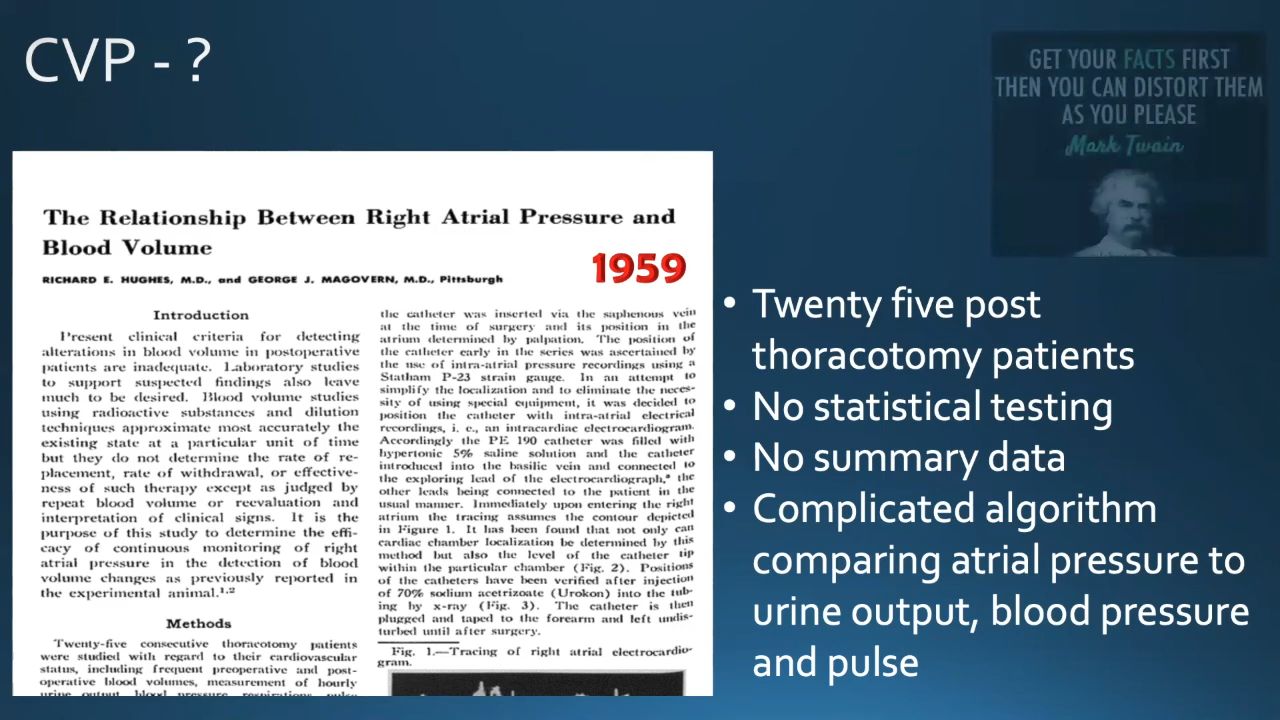 CVP - ?
GET YOUR FACTS FIRST
THEN YOU CAN DISTORT THEM
AS YOU PLEASE
Mark Twain
The Relationship Between Right Atrial Pressure and
Blood Volume
RICHARD E. HUGHES, M.D., and GEORGE J. MAGOVERN, M.D., Pittsburgh
1959
Introduction
Present clinical criteria for detecting
alterations in blood volume in postoperative
patients are inadequate. Laboratory studies
to support suspected findings also leave
much to be desired. Blood volume studies
using radioactive substances and dilution
techniques approximate most accurately the
existing state at a particular unit of time
but they do not determine the rate of re-
placement, rate of withdrawal, or effective-
ness of such therapy except as judged by
repeat blood volume or reevaluation and
interpretation of clinical signs. It is the
purpose of this study to determine the effi-
cacy of continuous monitoring of right
atrial pressure in the detection of blood
volume changes as previously reported in
the experimental animal.1,2
Methods
Twenty-five consecutive thoracotomy patients
were studied with regard to their cardiovascular
status, including frequent preoperative and post-
operative blood volumes, measurement of hourly
urine output, blood pressure, respirations, pulse
the catheter was inserted via the saphenous vein
at the time of surgery and its position in the
atrium determined by palpation. The position of
the catheter early in the series was ascertained by
the use of intra-atrial pressure recordings using a
Statham P-23 strain gauge. In an attempt to
simplify the localization and to eliminate the neces-
sity of using special equipment, it was decided to
position the catheter with intra-atrial electrical
recordings, i. e., an intracardiac electrocardiogram.
Accordingly the PE 190 catheter was filled with
hypertonic 5% saline solution and the catheter
introduced into the basilic vein and connected to
the exploring lead of the electrocardiograph,* the
other leads being connected to the patient in the
usual manner. Immediately upon entering the right
atrium the tracing assumes the contour depicted
in Figure 1. It has been found that not only can
cardiac chamber localization be determined by this
method but also the level of the catheter tip
within the particular chamber (Fig. 2). Positions
of the catheters have been verified after injection
of 70% sodium acetrizoate (Urokon) into the tub-
ing by x-ray (Fig. 3). The catheter is then
plugged and taped to the forearm and left undis-
turbed until after surgery.
Fig. 1.—Tracing of right atrial electrocardio-
gram.
• Twenty five post
thoracotomy patients
• No statistical testing
• No summary data
• Complicated algorithm
comparing atrial pressure to
urine output, blood pressure
and pulse